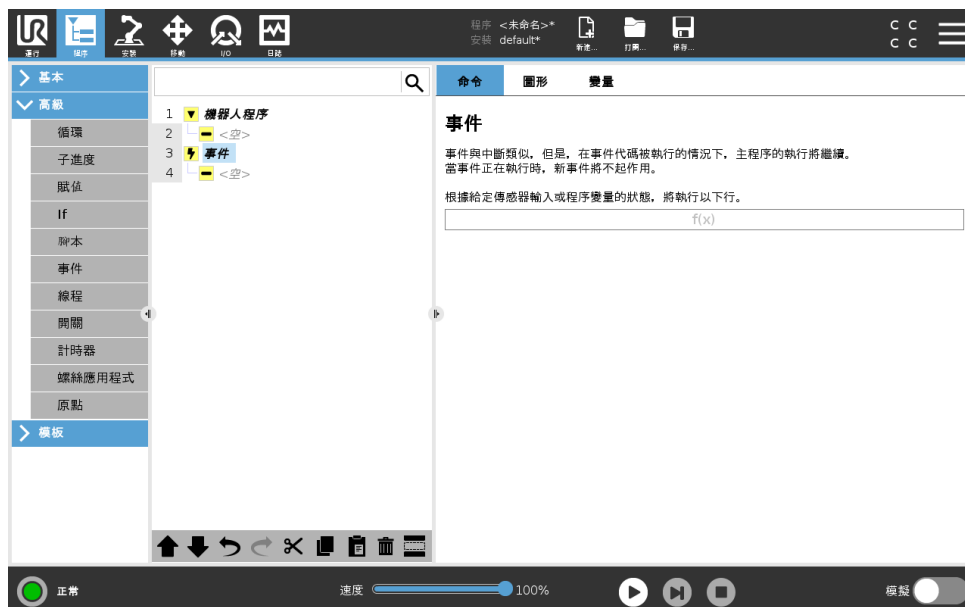 程序 <未命名>*
安裝 default*
運行
程序
安裝
移動
I/O
日誌
新建...
打開...
保存...
C C
C C
基本
高級
循環
子進度
賦值
If
腳本
事件
線程
開關
計時器
螺絲應用程式
原點
模板
1 機器人程序
2 <空>
3 事件
4 <空>
命令 圖形 變量
事件
事件與中斷類似，但是，在事件代碼被執行的情況下，主程序的執行將繼續。
當事件正在執行時，新事件將不起作用。
根據給定傳感器輸入或程序變量的狀態，將執行以下行。
f(x)
正常
速度 100%
模擬